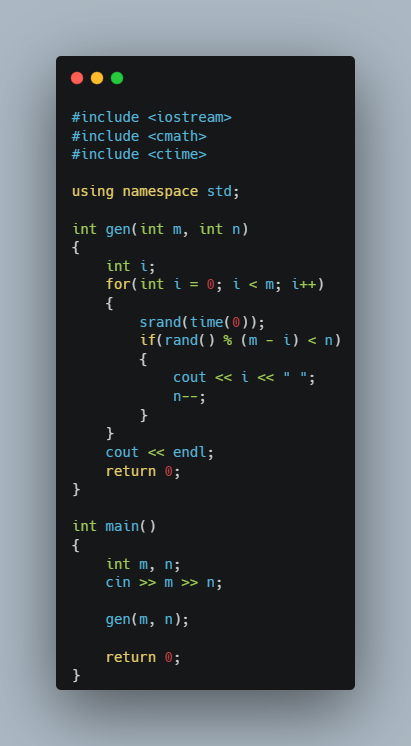 #include <iostream>
#include <cmath>
#include <ctime>

using namespace std;

int gen(int m, int n)
{
    int i;
    for(int i = 0; i < m; i++)
    {
        srand(time(0));
        if(rand() % (m - i) < n)
        {
            cout << i << " ";
            n--;
        }
    }
    cout << endl;
    return 0;
}

int main()
{
    int m, n;
    cin >> m >> n;

    gen(m, n);

    return 0;
}